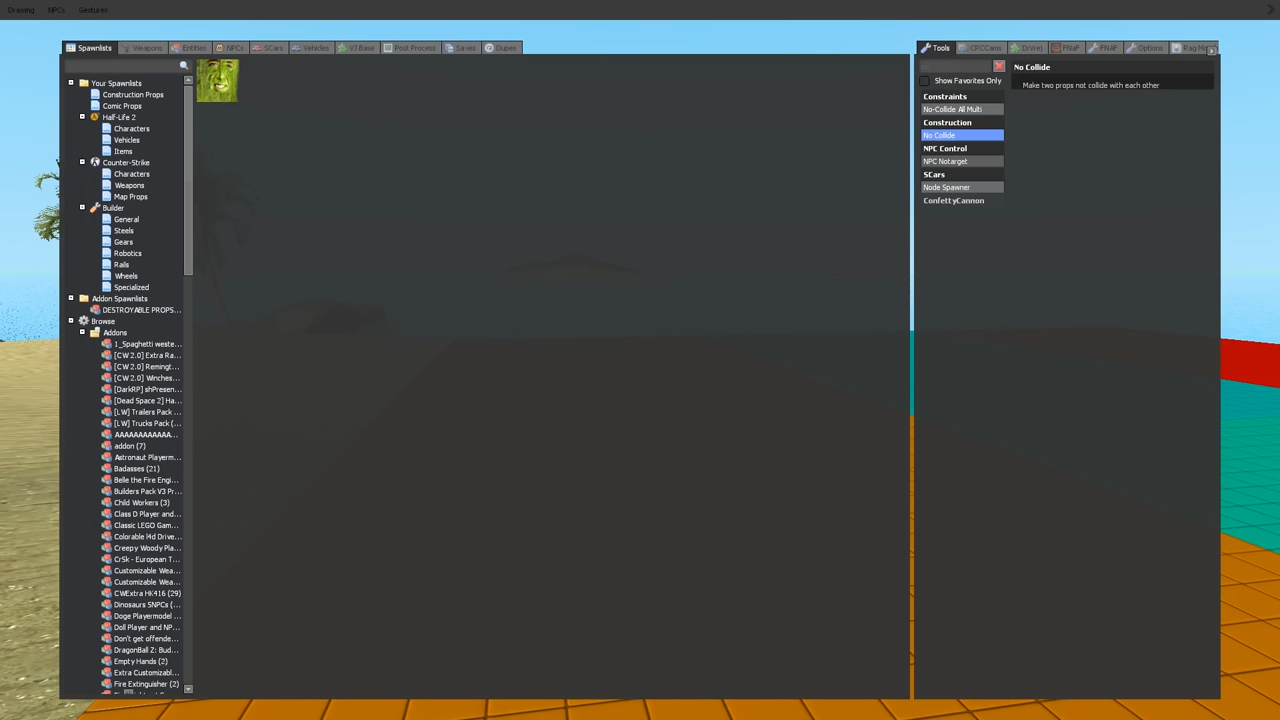 Drawing NPCs Gestures
Spawnlists Weapons Entities NPCs SCars Vehicles VJ Base Post Process Saves Dupes
Your Spawnlists
Construction Props
Comic Props
Half-Life 2
Characters
Vehicles
Items
Counter-Strike
Characters
Weapons
Map Props
Builder
General
Steels
Gears
Robotics
Rails
Wheels
Specialized
Addon Spawnlists
DESTROYABLE PROPS...
Browse
Addons
1_Spaghetti weste...
[CW 2.0] Extra Ra...
[CW 2.0] Remingt...
[CW 2.0] Winches...
[DarkRP] shPresen...
[Dead Space 2] Ha...
[LW] Trailers Pack ...
[LW] Trucks Pack (...
AAAAAAAAAAAA...
addon (7)
Astronaut Playerm...
Badasses (21)
Belle the Fire Engi...
Builders Pack V3 Pr...
Child Workers (3)
Class D Player and...
Classic LEGO Gam...
Colorable l4d Drive...
Creepy Woody Pla...
CrSk - European T...
Customizable Wea...
Customizable Wea...
CWExtra HK416 (29)
Dinosaurs SNPCs (...
Doge Playermodel ...
Doll Player and NP...
Don't get offende...
DragonBall Z: Bud...
Empty Hands (2)
Extra Customizabl...
Fire Extinguisher (2)
Tools CPCCams DrVrej FNaF FNAF Options Rag Mo
Show Favorites Only
Constraints
No-Collide All Multi
Construction
No Collide
NPC Control
NPC Notarget
SCars
Node Spawner
ConfettyCannon
No Collide
Make two props not collide with each other